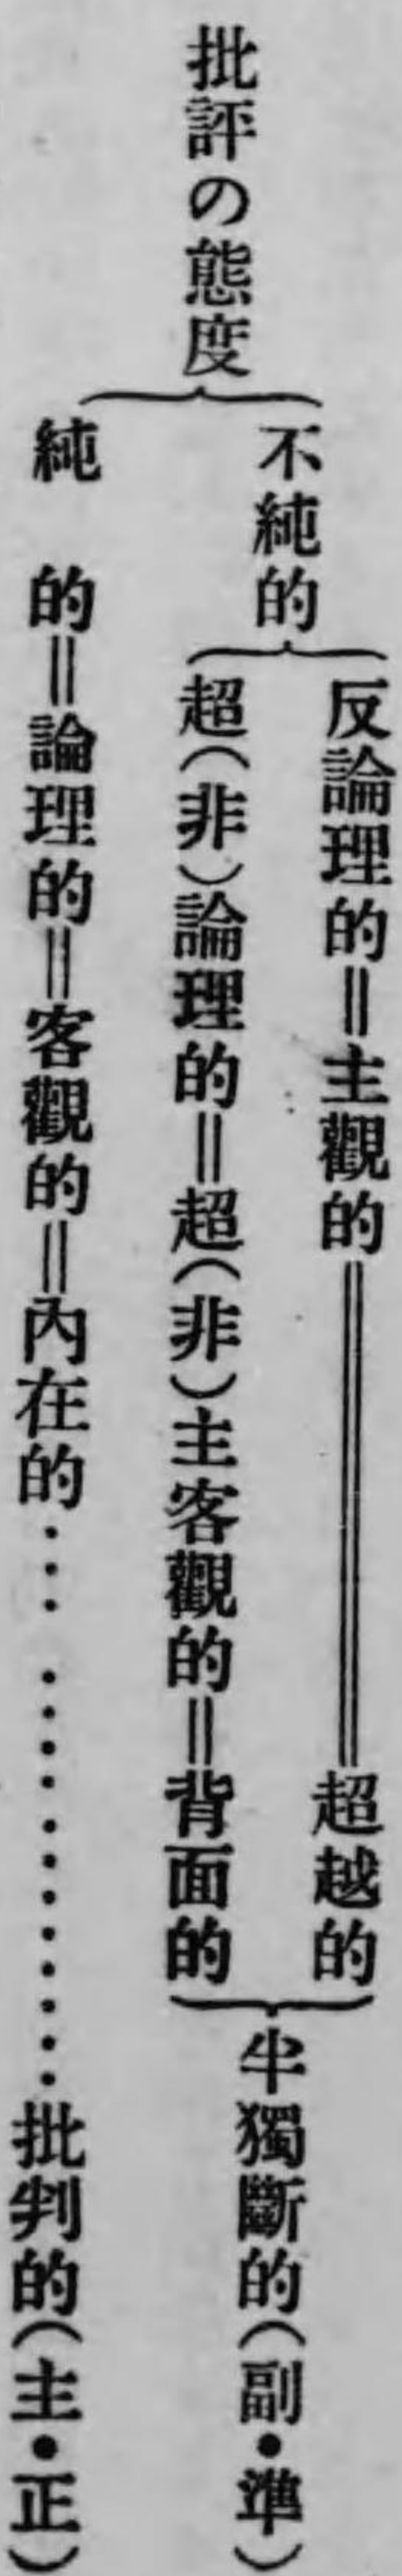 批評の態度
不純的
反論理的＝主觀的＝超越的
超（非）論理的＝超（非）主客觀的＝背面的
半獨斷的（副・準）
純的＝論理的＝客觀的＝內在的…………批判的（主・正）